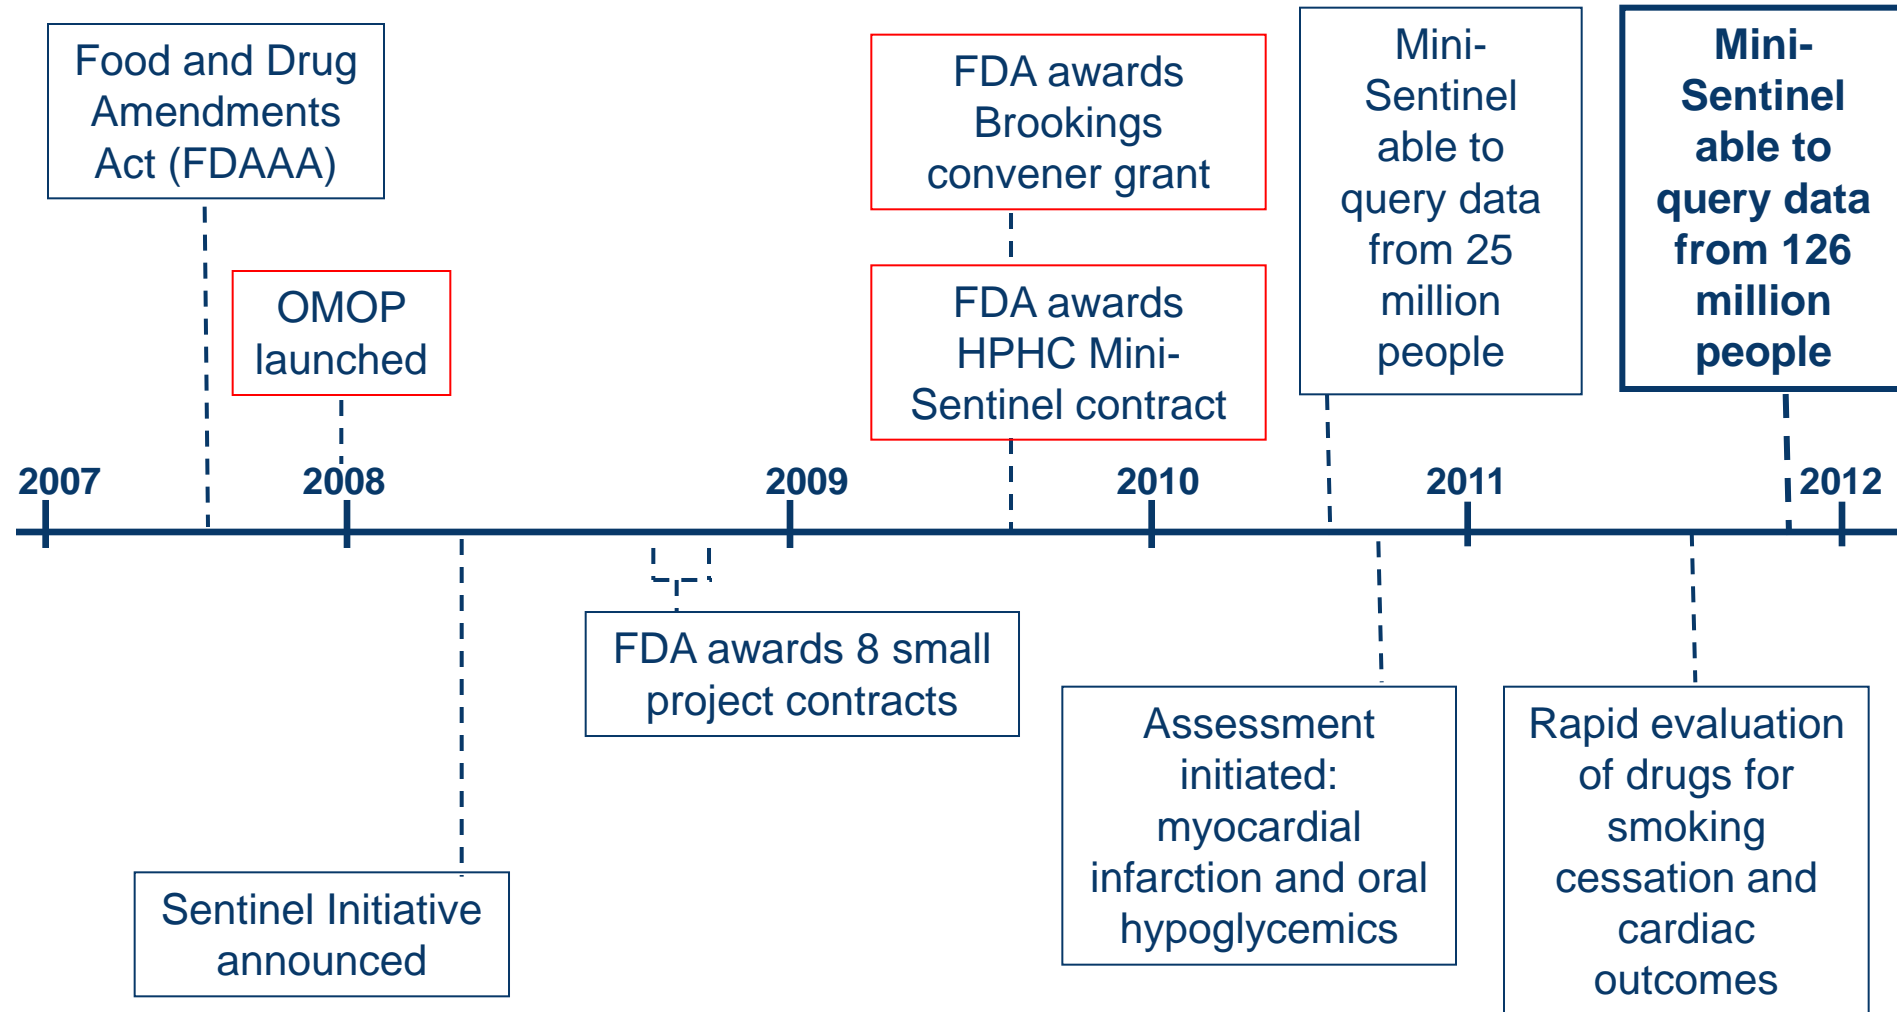 Food and Drug
Amendments
Act (FDAAA)
OMOP
launched
FDA awards
Brookings
convener grant
FDA awards
HPHC Mini-
Sentinel contract
Mini-
Sentinel
able to
query data
from 25
million
people
Mini-
Sentinel
able to
query data
from 126
million
people
2007
2008
2009
2010
2011
2012
Sentinel Initiative
announced
FDA awards 8 small
project contracts
Assessment
initiated:
myocardial
infarction and oral
hypoglycemics
Rapid evaluation
of drugs for
smoking
cessation and
cardiac
outcomes